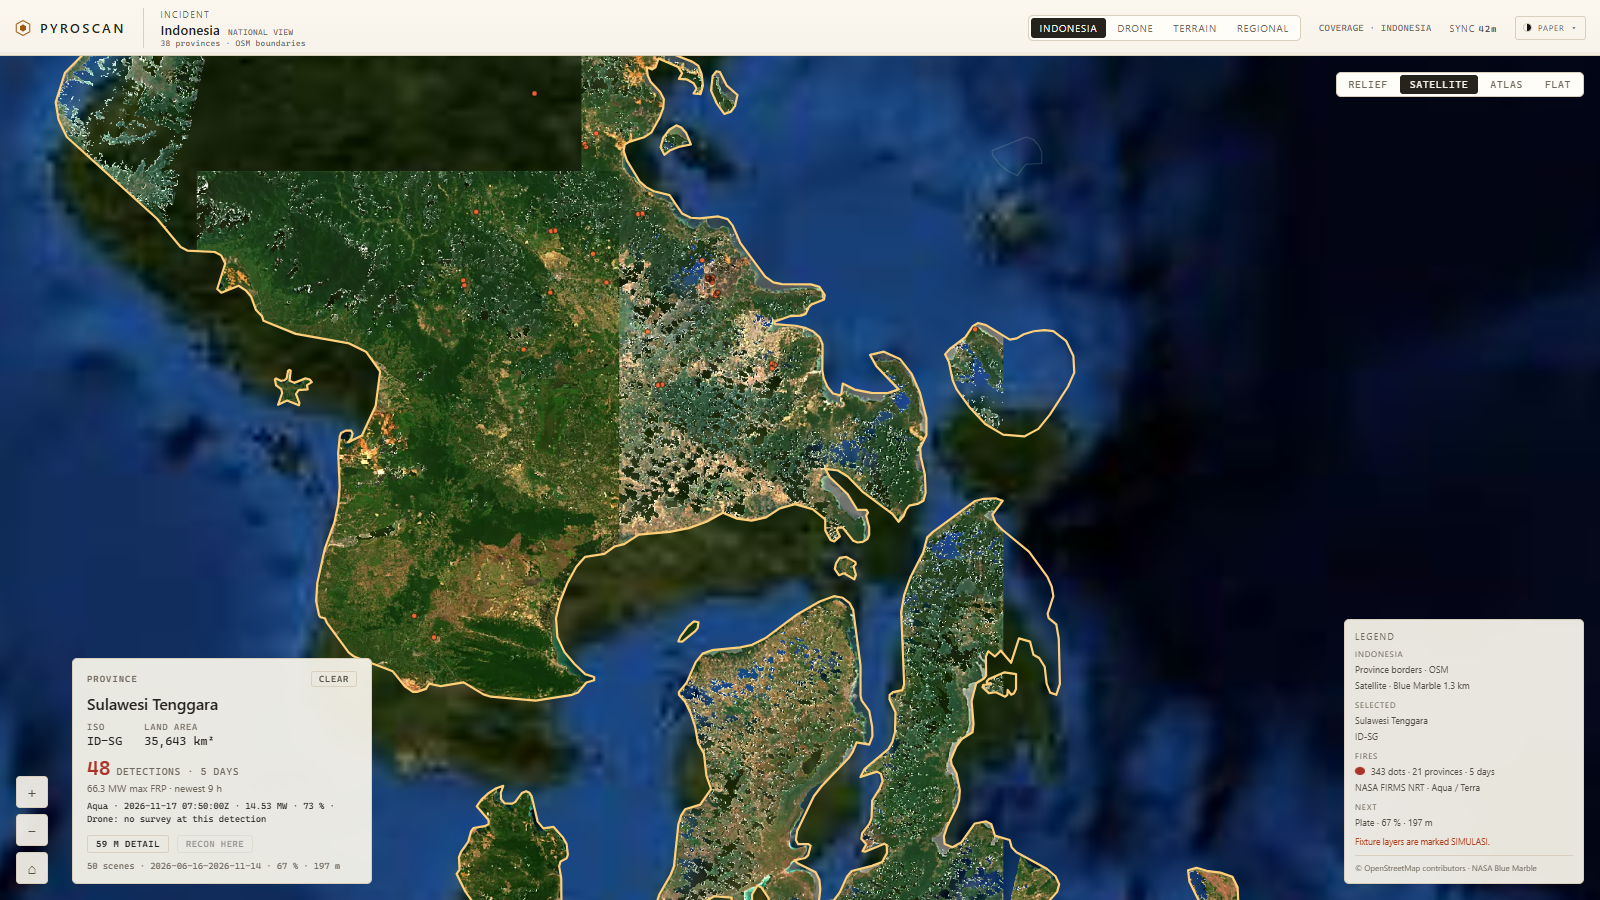 PYROSCAN
INCIDENT
Indonesia NATIONAL VIEW
38 provinces · OSM boundaries
INDONESIA DRONE TERRAIN REGIONAL
COVERAGE · INDONESIA
SYNC 42m
PAPER
RELIEF SATELLITE ATLAS FLAT
PROVINCE
CLEAR
Sulawesi Tenggara
ISO LAND AREA
ID-SG 35,643 km²
48 DETECTIONS · 5 DAYS
66.3 MW max FRP · newest 9 h
Aqua · 2026-11-17 07:50:00Z · 14.53 MW · 73 % ·
Drone: no survey at this detection
59 M DETAIL RECON HERE
50 scenes · 2026-06-16-2026-11-14 · 67 % · 197 m
+
−
LEGEND
INDONESIA
Province borders · OSM
Satellite · Blue Marble 1.3 km
SELECTED
Sulawesi Tenggara
ID-SG
FIRES
343 dots · 21 provinces · 5 days
NASA FIRMS NRT · Aqua / Terra
NEXT
Plate · 67 % · 197 m
Fixture layers are marked SIMULASI.
© OpenStreetMap contributors · NASA Blue Marble